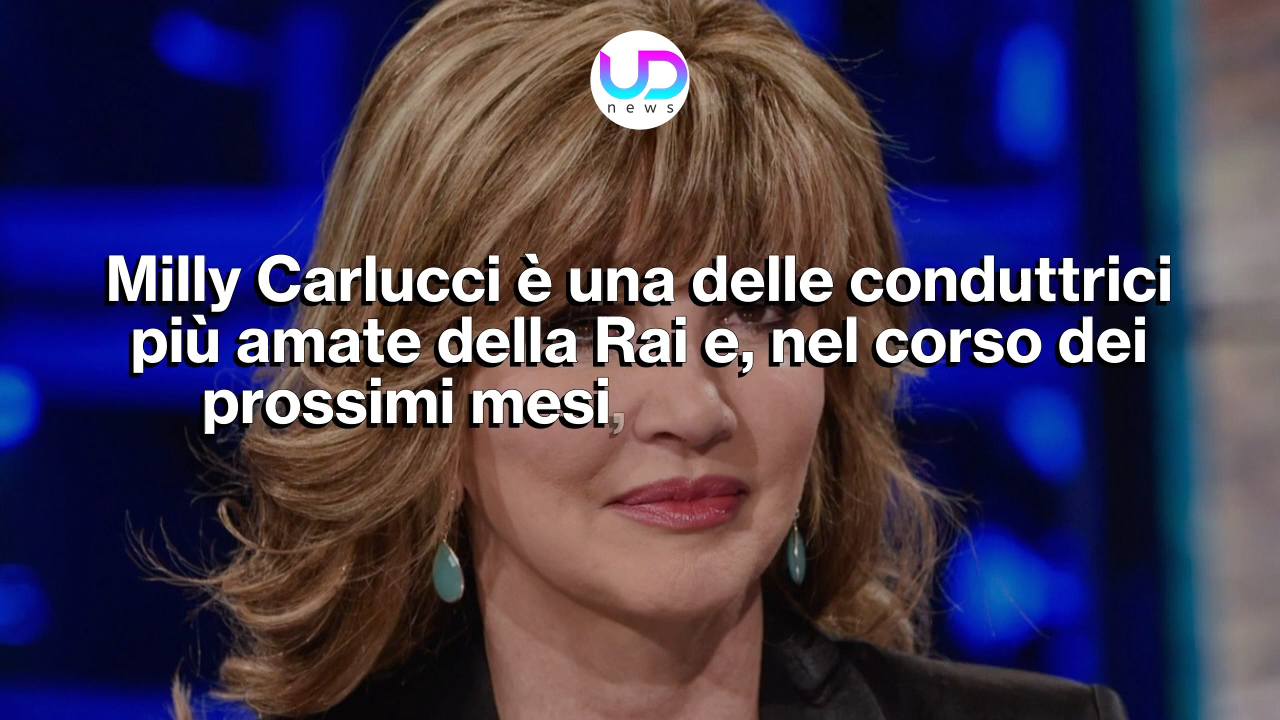 UD
news
Milly Carlucci è una delle conduttrici
più amate della Rai e, nel corso dei
prossimi mesi,